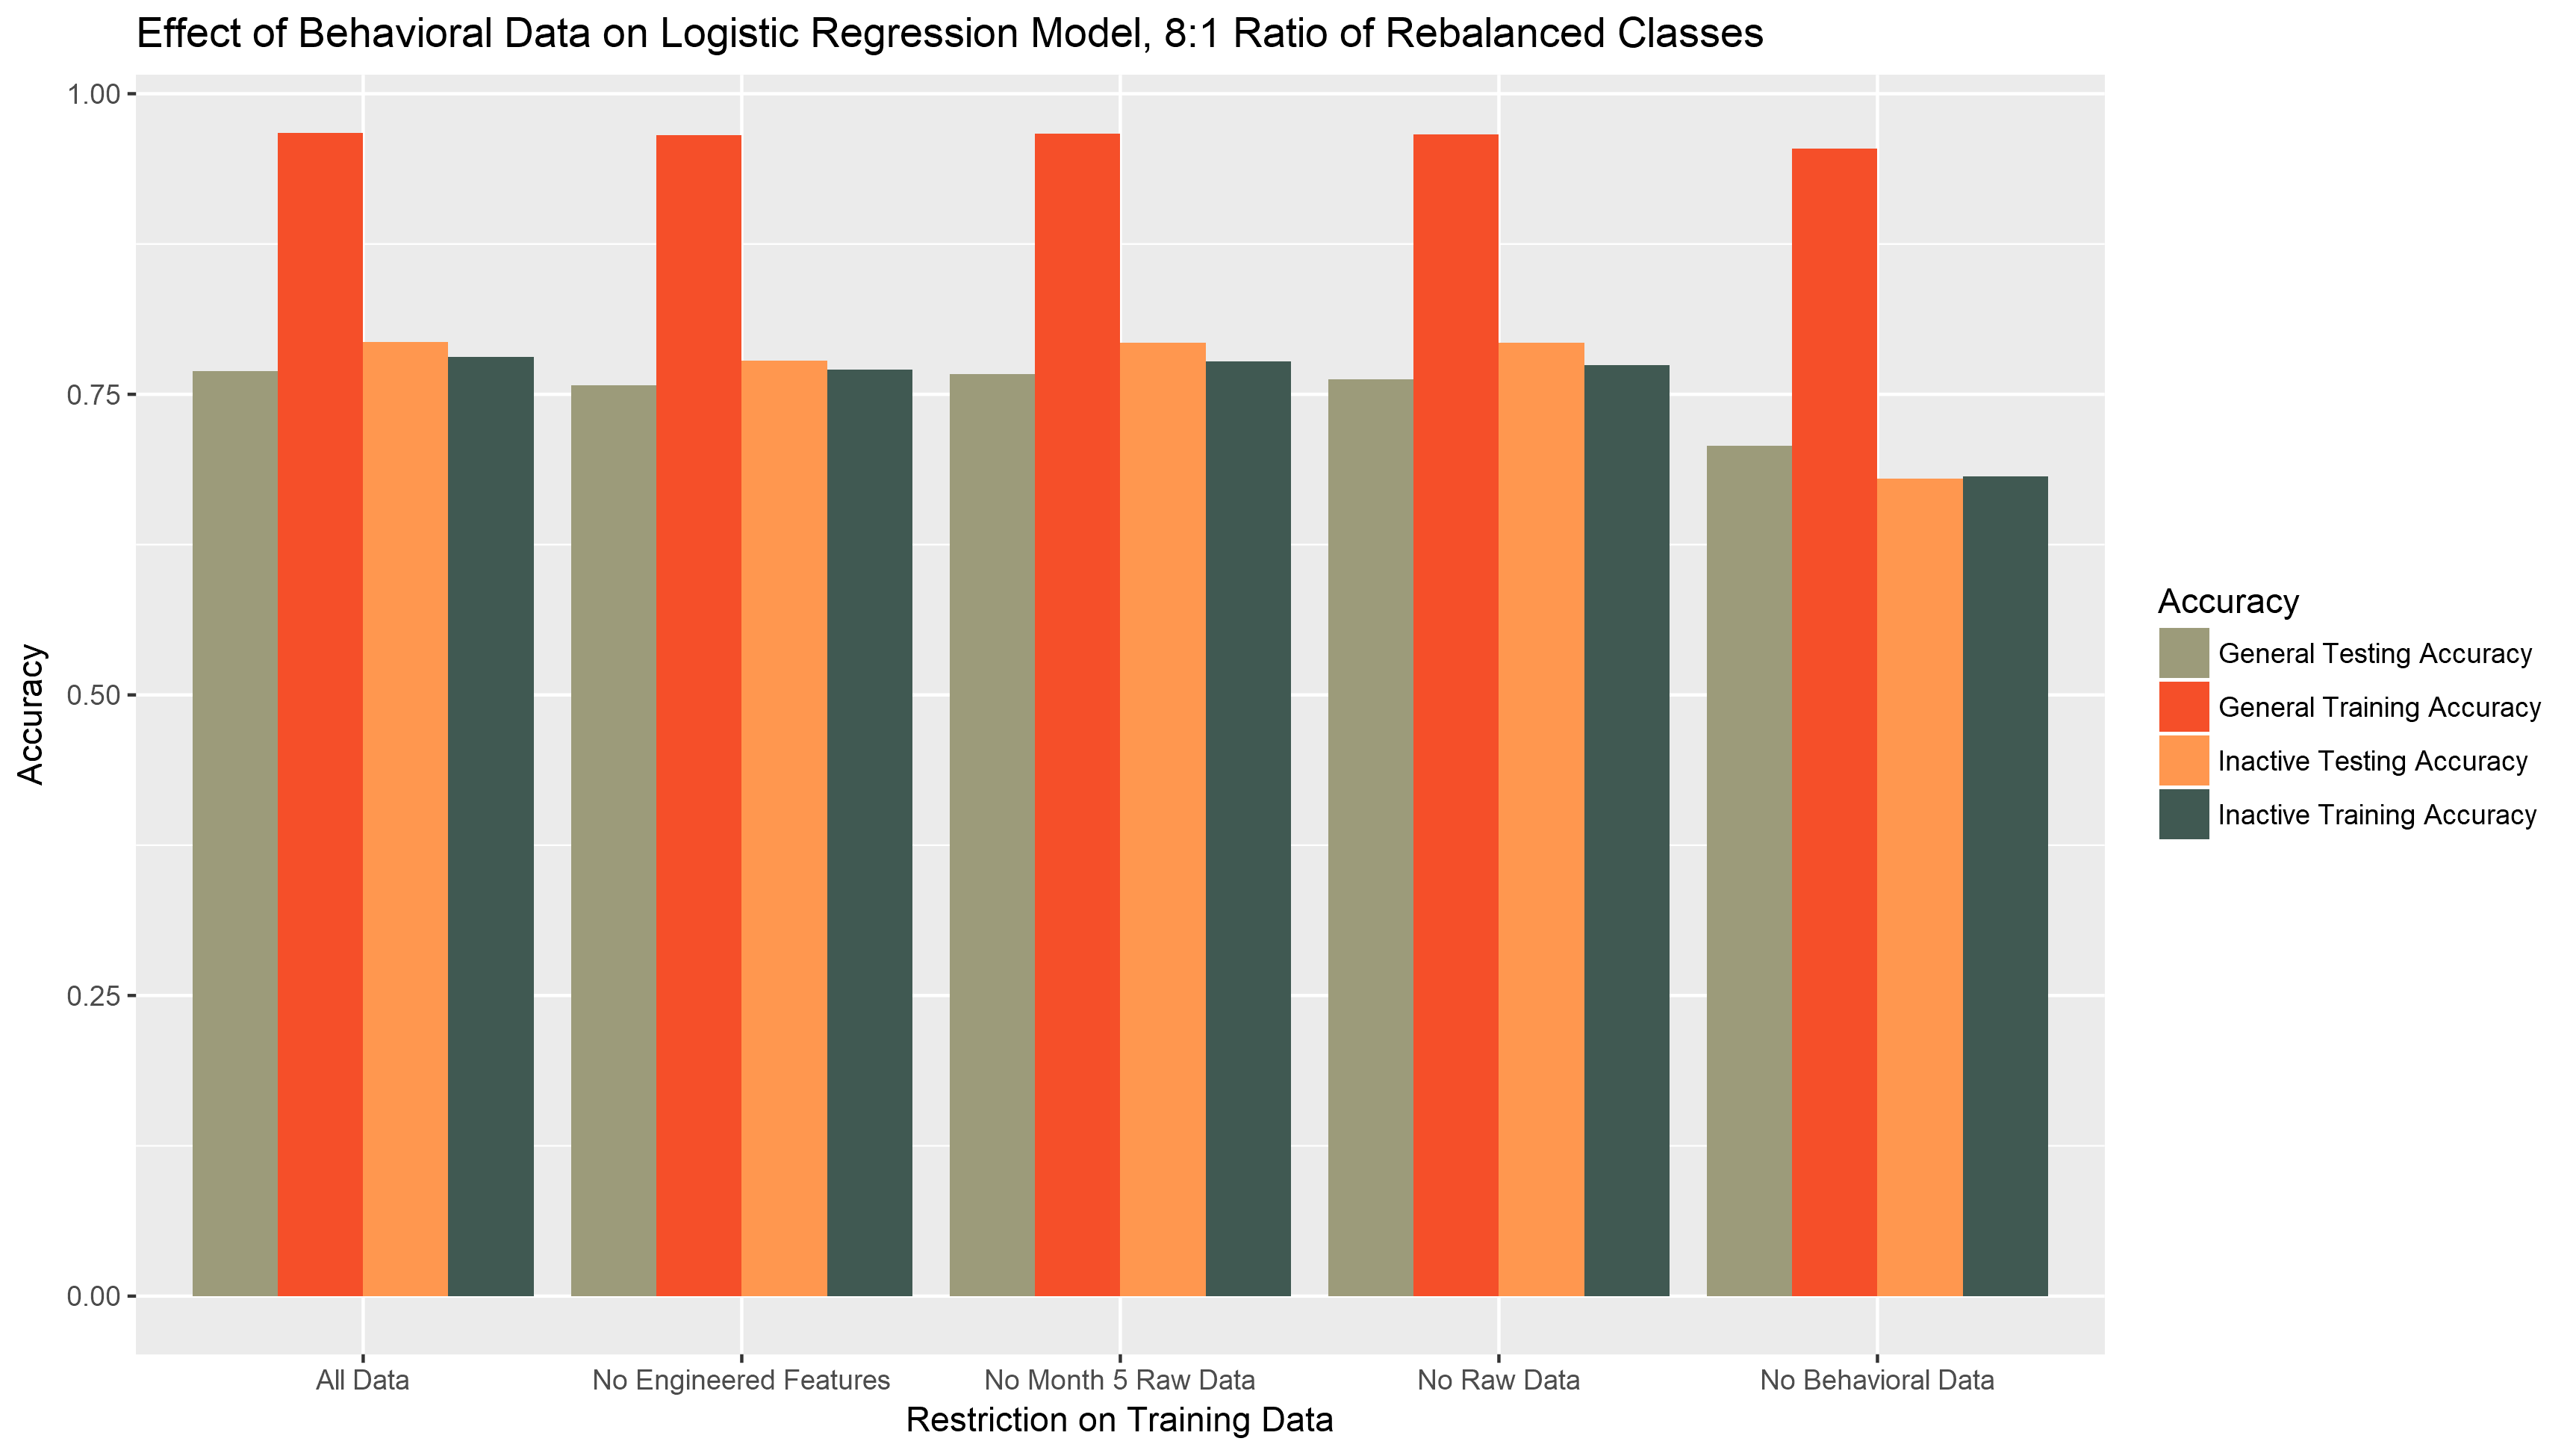 Effect of Behavioral Data on Logistic Regression Model, 8:1 Ratio of Rebalanced Classes
1.00
0.75
0.50
0.25
0.00
Accuracy
All Data
No Engineered Features
No Month 5 Raw Data
No Raw Data
No Behavioral Data
Restriction on Training Data
Accuracy
General Testing Accuracy
General Training Accuracy
Inactive Testing Accuracy
Inactive Training Accuracy